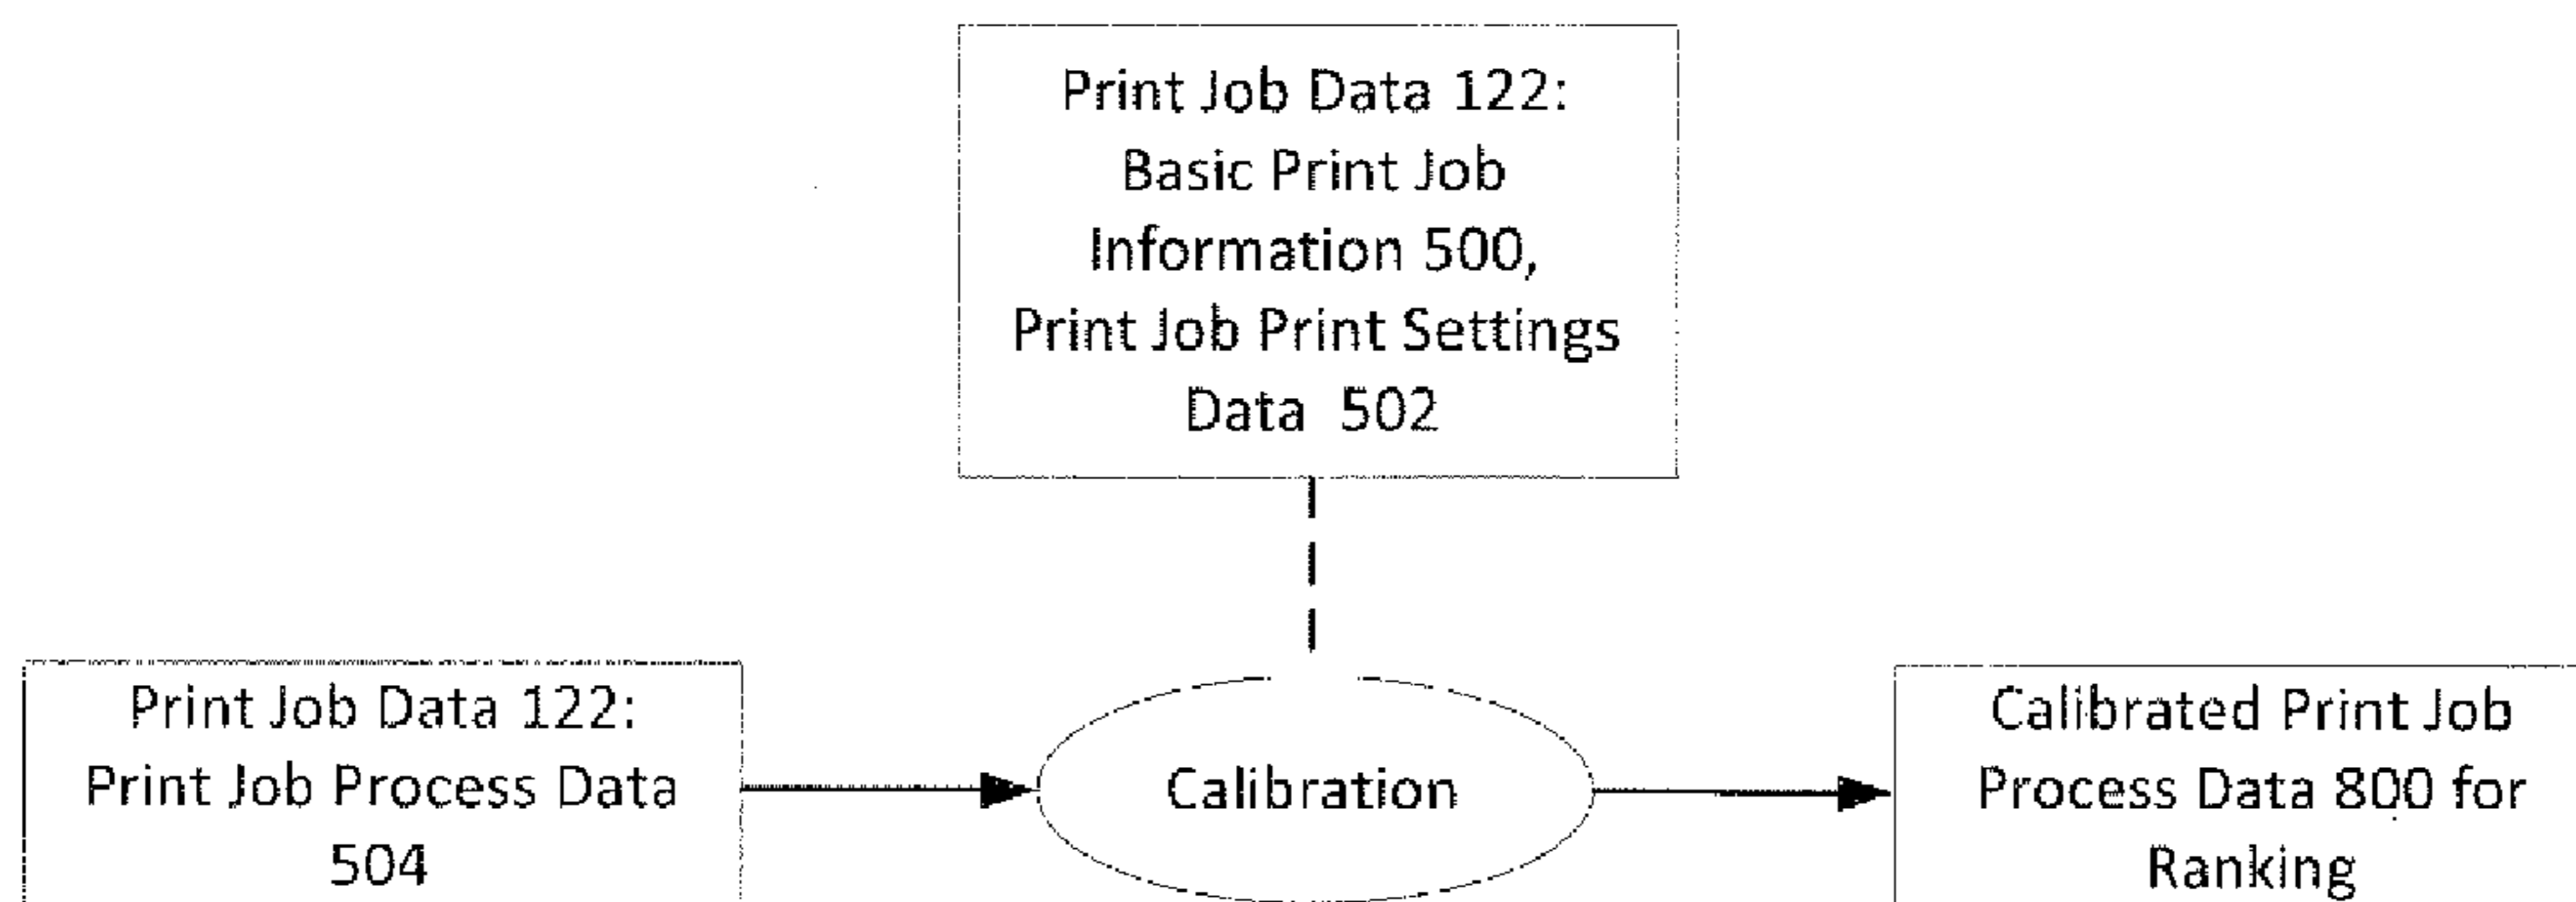 Print Job Data 122:
Basic Print Job
Information 500,
Print Job Print Settings
Data 502
Print Job Data 122:
Print Job Process Data
504
Calibration
Calibrated Print Job
Process Data 800 for
Ranking